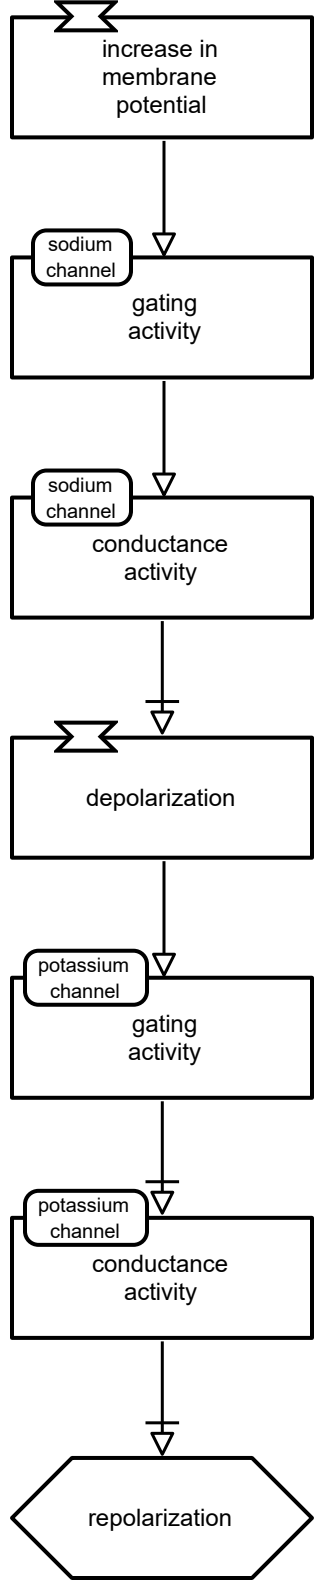 increase in
membrane
potential
sodium
channel
gating
activity
sodium
channel
conductance
activity
depolarization
potassium
channel
gating
activity
potassium
channel
conductance
activity
repolarization